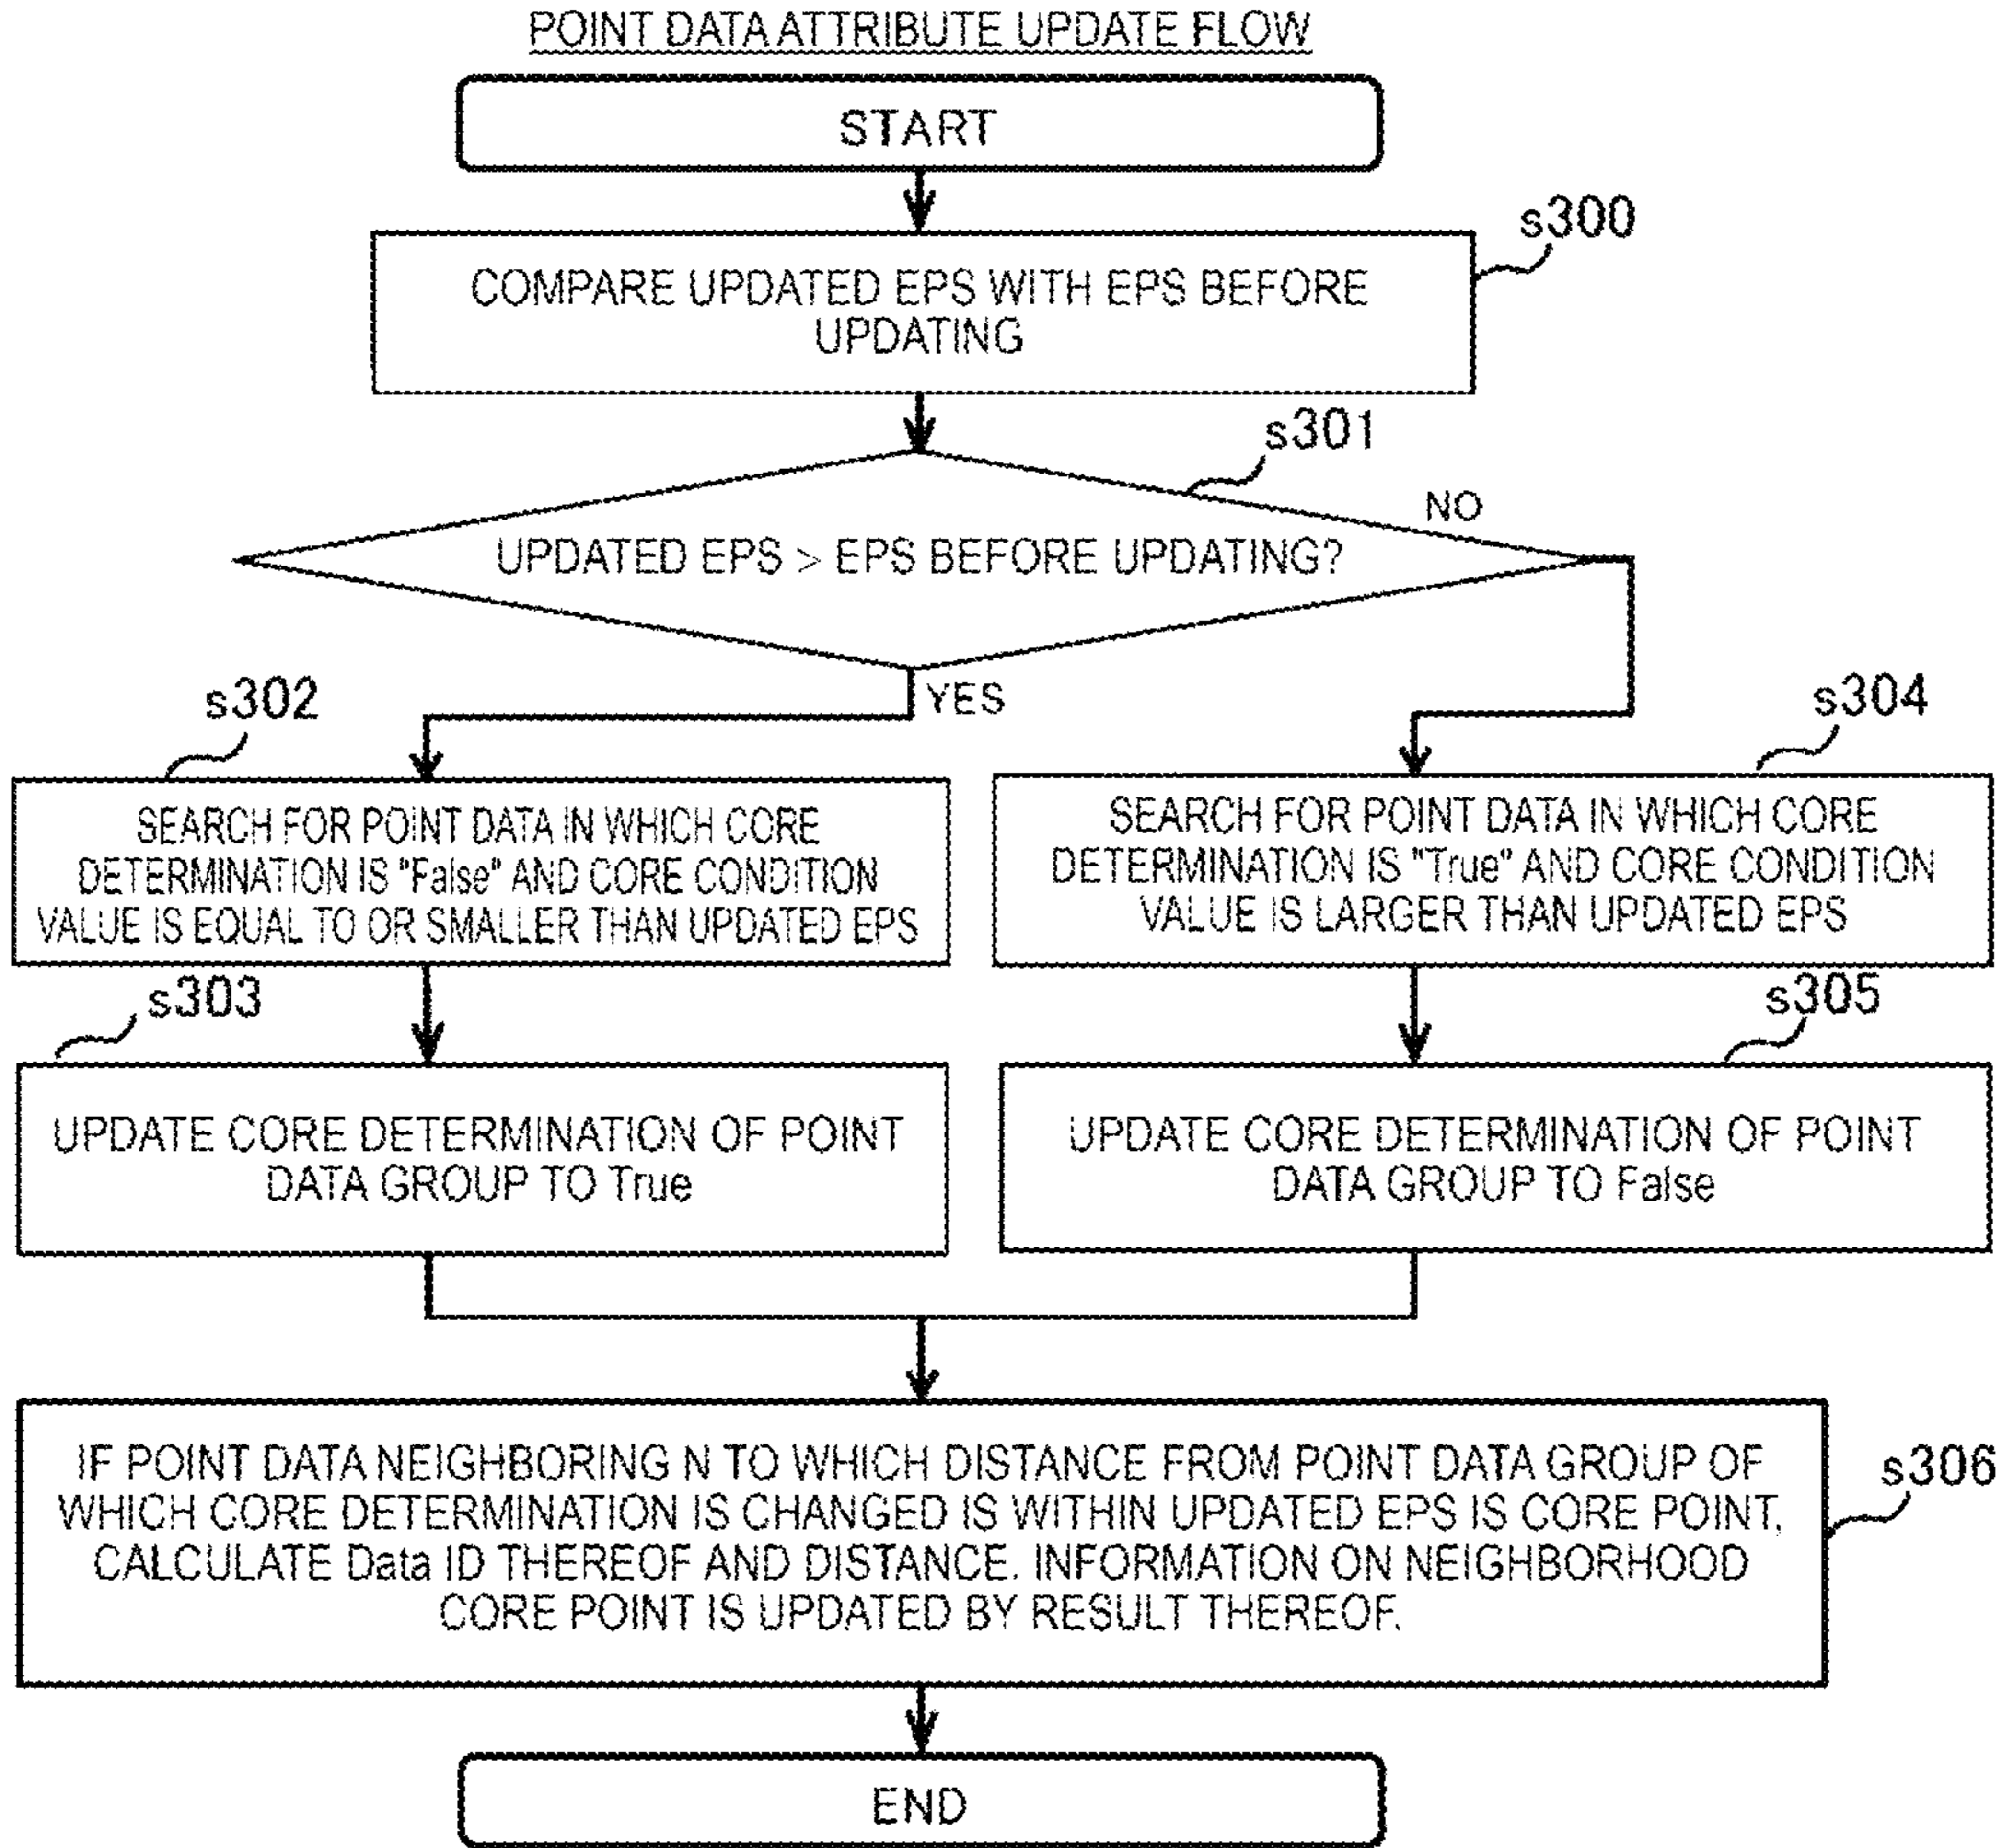 POINT DATA ATTRIBUTE UPDATE FLOW
START
s300
COMPARE UPDATED EPS WITH EPS BEFORE
UPDATING
s301
NO
UPDATED EPS > EPS BEFORE UPDATING?
YES
s302
s304
SEARCH FOR POINT DATA IN WHICH CORE
DETERMINATION IS "False" AND CORE CONDITION
VALUE IS EQUAL TO OR SMALLER THAN UPDATED EPS
SEARCH FOR POINT DATA IN WHICH CORE
DETERMINATION IS "True" AND CORE CONDITION
VALUE IS LARGER THAN UPDATED EPS
s303
s305
UPDATE CORE DETERMINATION OF POINT
DATA GROUP TO True
UPDATE CORE DETERMINATION OF POINT
DATA GROUP TO False
IF POINT DATA NEIGHBORING N TO WHICH DISTANCE FROM POINT DATA GROUP OF
WHICH CORE DETERMINATION IS CHANGED IS WITHIN UPDATED EPS IS CORE POINT,
CALCULATE Data ID THEREOF AND DISTANCE. INFORMATION ON NEIGHBORHOOD
CORE POINT IS UPDATED BY RESULT THEREOF.
s306
END